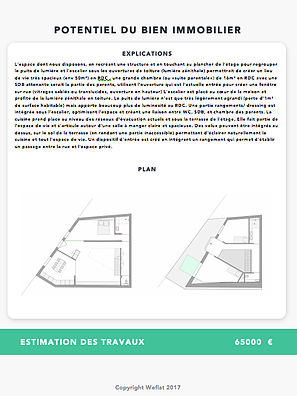 POTENTIEL DU BIEN IMMOBILIER
EXPLICATIONS
L'espace dont nous disposons, en recréant une structure et en touchant au plancher de l'étage pour regrouper
le puits de lumière et l'escalier sous les ouvertures de toiture (lumière zénithale) permettrait de créer un lieu
de vie très spacieux (env 50m²) en RDC , une grande chambre (ou «suite parentale») de 16m² en RDC avec une
SDB attenante serait la partie des parents, utilisant l'ouverture qui est l'actuelle entrée pour créer une fenêtre
sur rue (vitrages sablés ou translucides, ouverture en hauteur) L'escalier est placé au cœur de la maison et
profite de la lumière zénithale en toiture. Le puits de lumière n'est que très légèrement agrandi (perte d'1m²
de surface habitable) mais apporte beaucoup plus de luminosité au RDC. Une partie rangements/ dressing est
intégrée sous l'escalier, optimisant l'espace et faisant un lien entre WC, SDB, et chambre des parents. La
cuisine prend place au niveau des réseaux d'évacuation actuels et sous la terrasse de l'étage. Elle fait partie de
l'espace de vie et s'articule autour d'une salle à manger claire et spacieuse. Des velux peuvent être intégrés au
dessus, sur le sol de la terrasse (en rendant une partie inaccessible) permettant d'éclairer naturellement la
cuisine et tout l'espace de vie. Un dispositif d'entrée est créé en intégrant un rangement qui permet d'établir
un passage entre la rue et l'espace privé.
PLAN
ESTIMATION DES TRAVAUX 65000 €
Copyright Weflat 2017